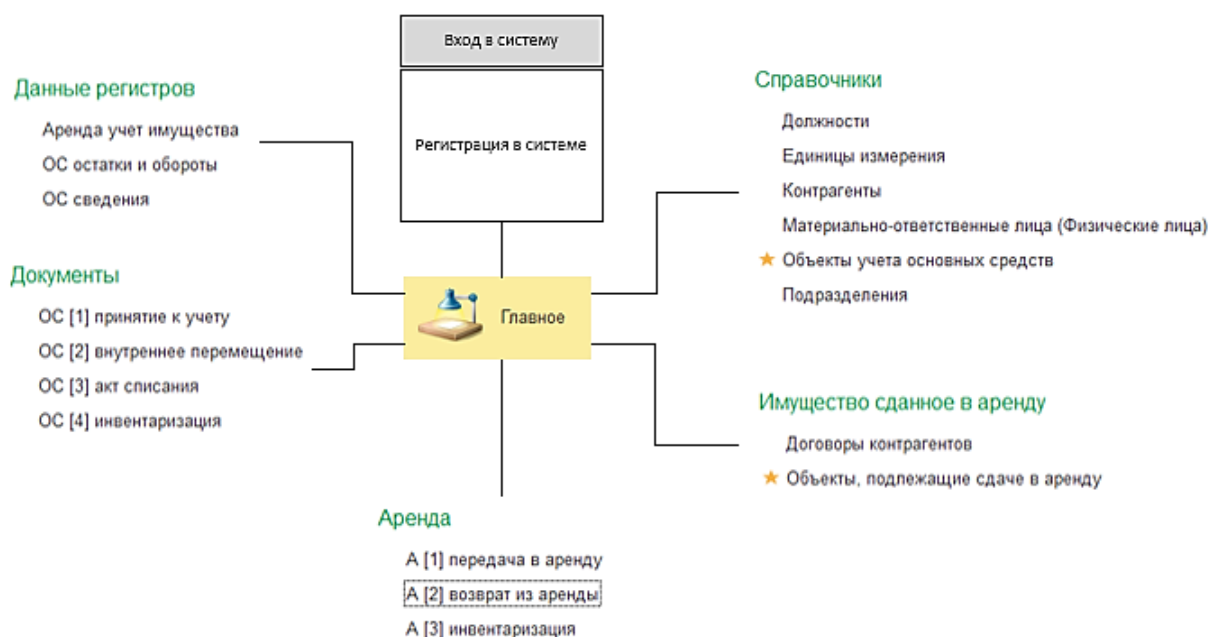 Вход в систему
Регистрация в системе
Данные регистров
Аренда учет имущества
ОС остатки и обороты
ОС сведения
Документы
ОС [1] принятие к учету
ОС [2] внутреннее перемещение
ОС [3] акт списания
ОС [4] инвентаризация
Главное
Справочники
Должности
Единицы измерения
Контрагенты
Материально-ответственные лица (Физические лица)
Объекты учета основных средств
Подразделения
Имущество сданное в аренду
Договоры контрагентов
Объекты, подлежащие сдаче в аренду
Аренда
А [1] передача в аренду
А [2] возврат из аренды
А [3] инвентаризация